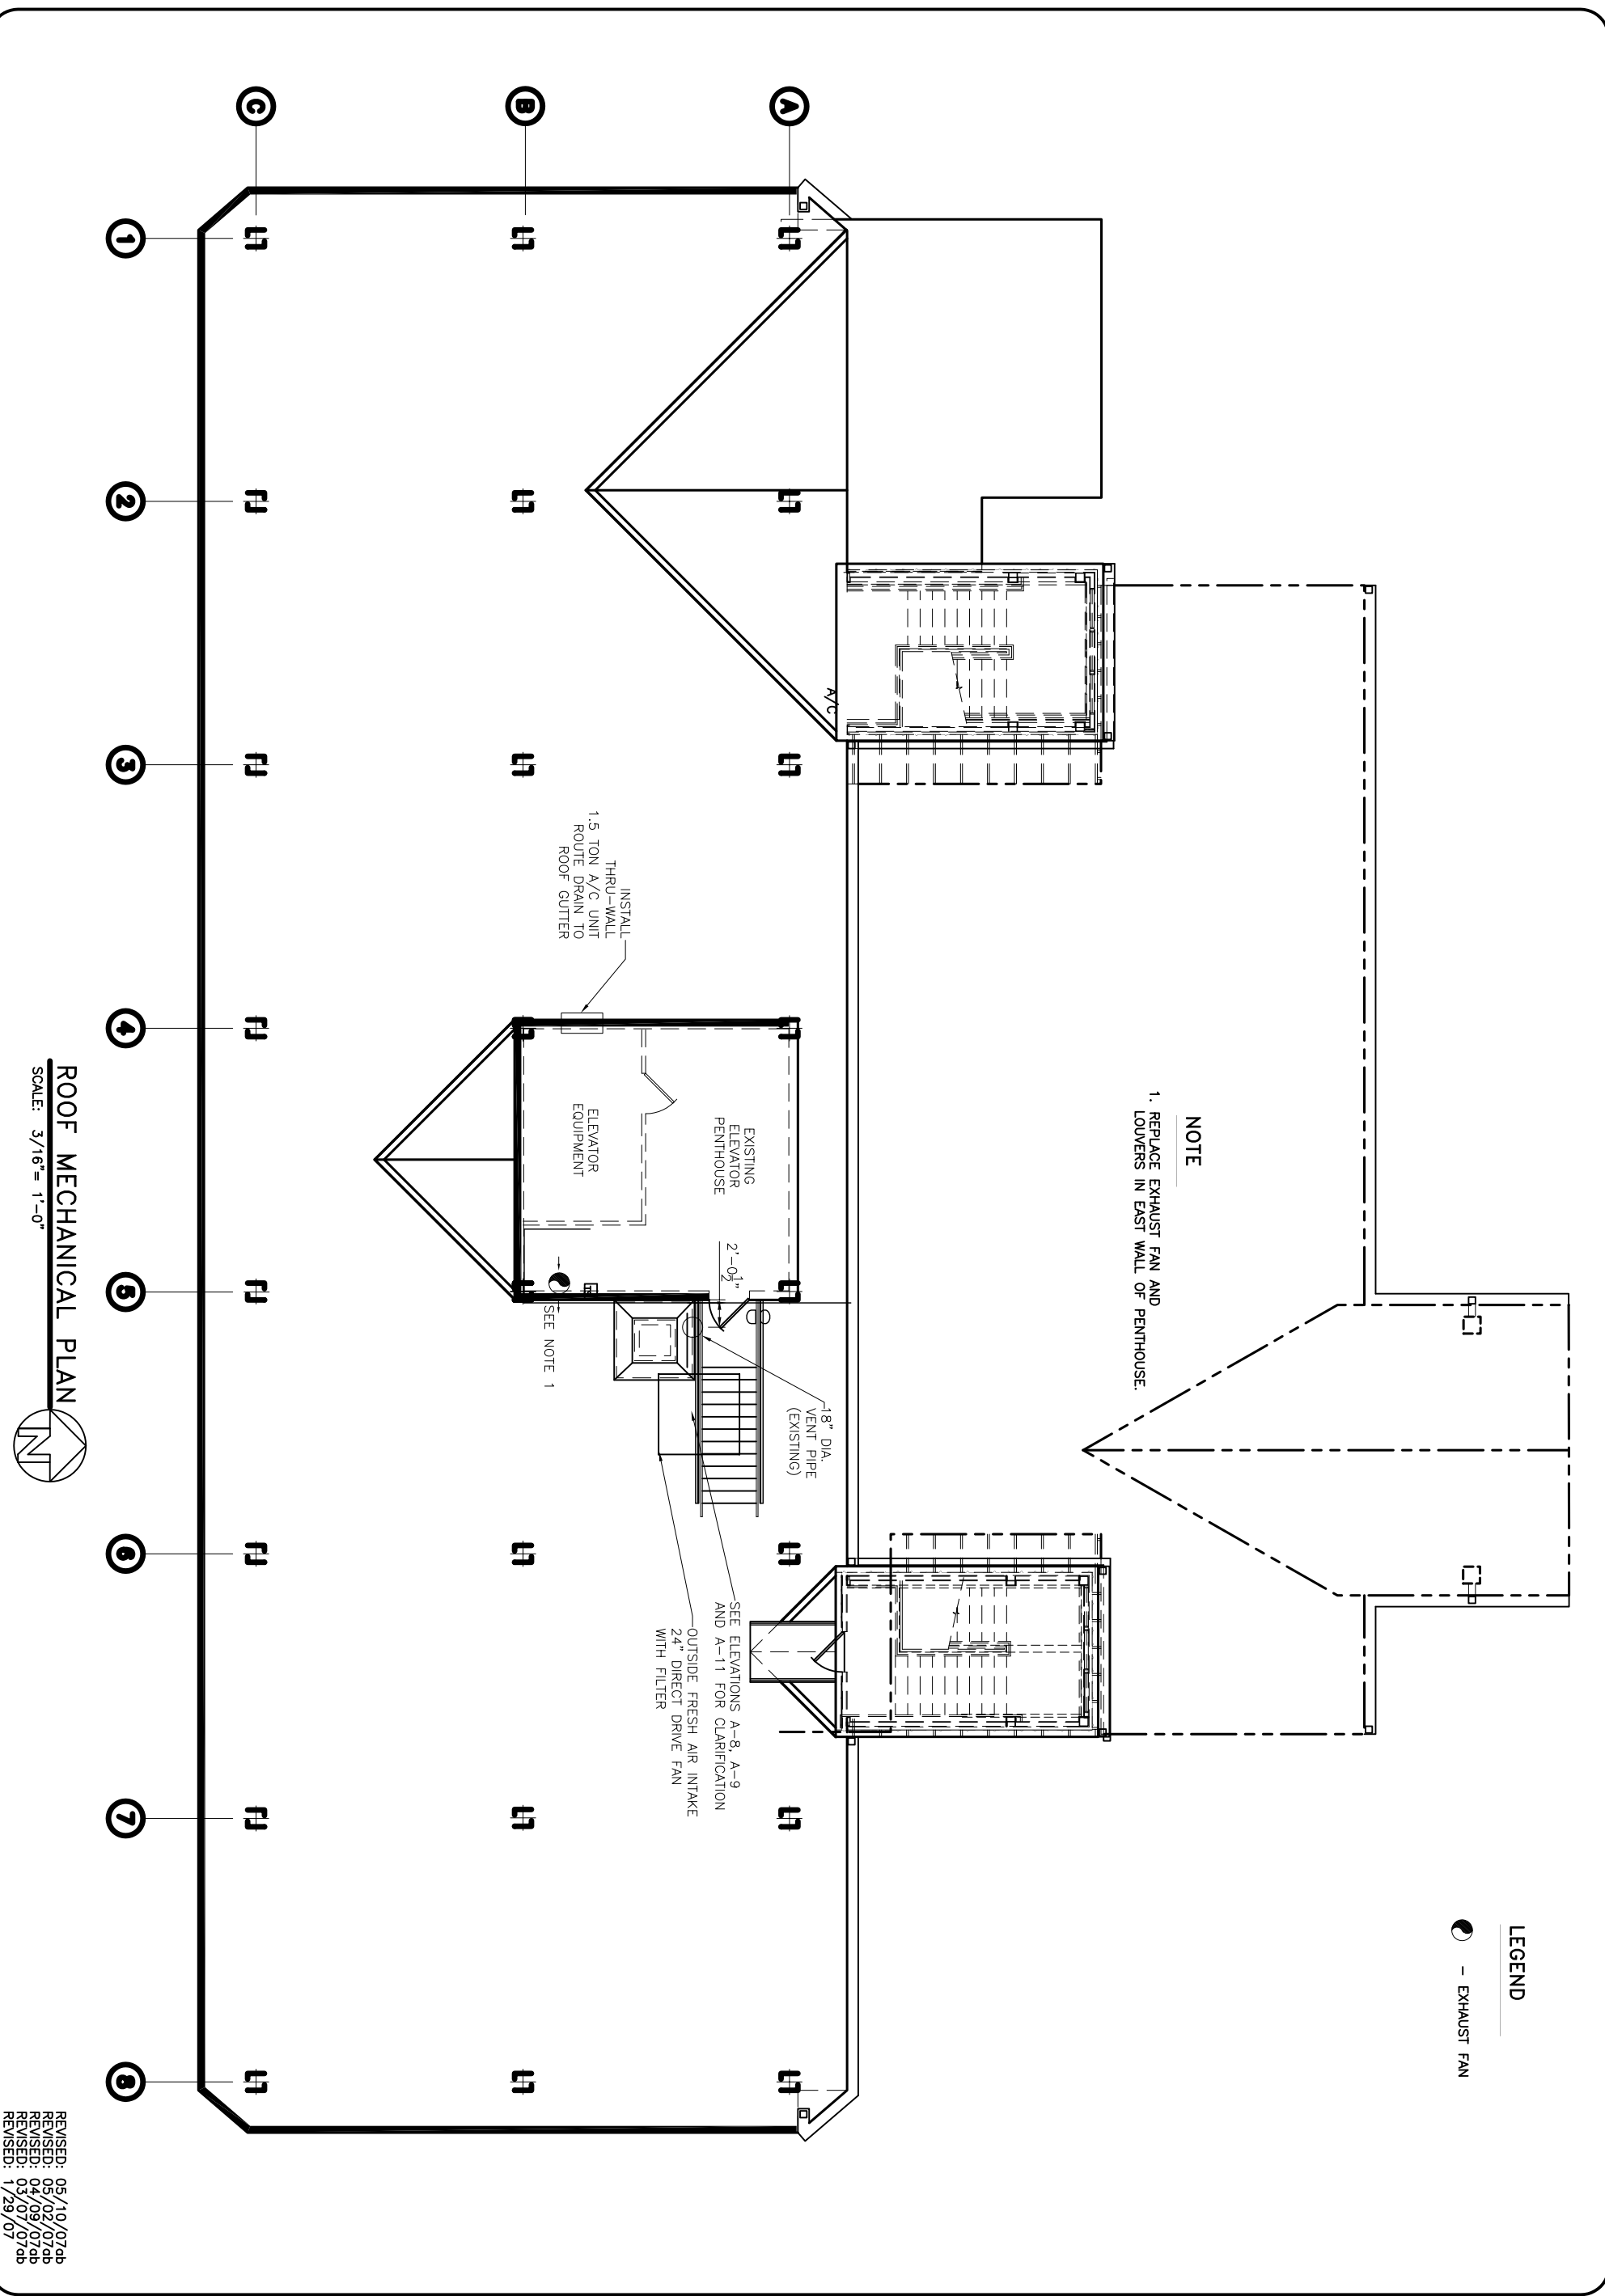 LEGEND
- EXHAUST FAN
NOTE
1. REPLACE EXHAUST FAN AND
LOUVERS IN EAST WALL OF PENTHOUSE.
A
B
C
A/C
18" DIA.
VENT PIPE
(EXISTING)
2'-0½"
EXISTING
ELEVATOR
PENTHOUSE
SEE ELEVATIONS A-8, A-9
AND A-11 FOR CLARIFICATION
OUTSIDE FRESH AIR INTAKE
24" DIRECT DRIVE FAN
WITH FILTER
INSTALL
THRU-WALL
1.5 TON A/C UNIT
ROUTE DRAIN TO
ROOF GUTTER
ELEVATOR
EQUIPMENT
SEE NOTE 1
1
2
3
4
5
6
7
8
ROOF MECHANICAL PLAN
SCALE: 3/16"= 1'-0"
N
REVISED: 05/10/07ab
REVISED: 05/02/07ab
REVISED: 04/09/07ab
REVISED: 03/07/07ab
REVISED: 1/29/07